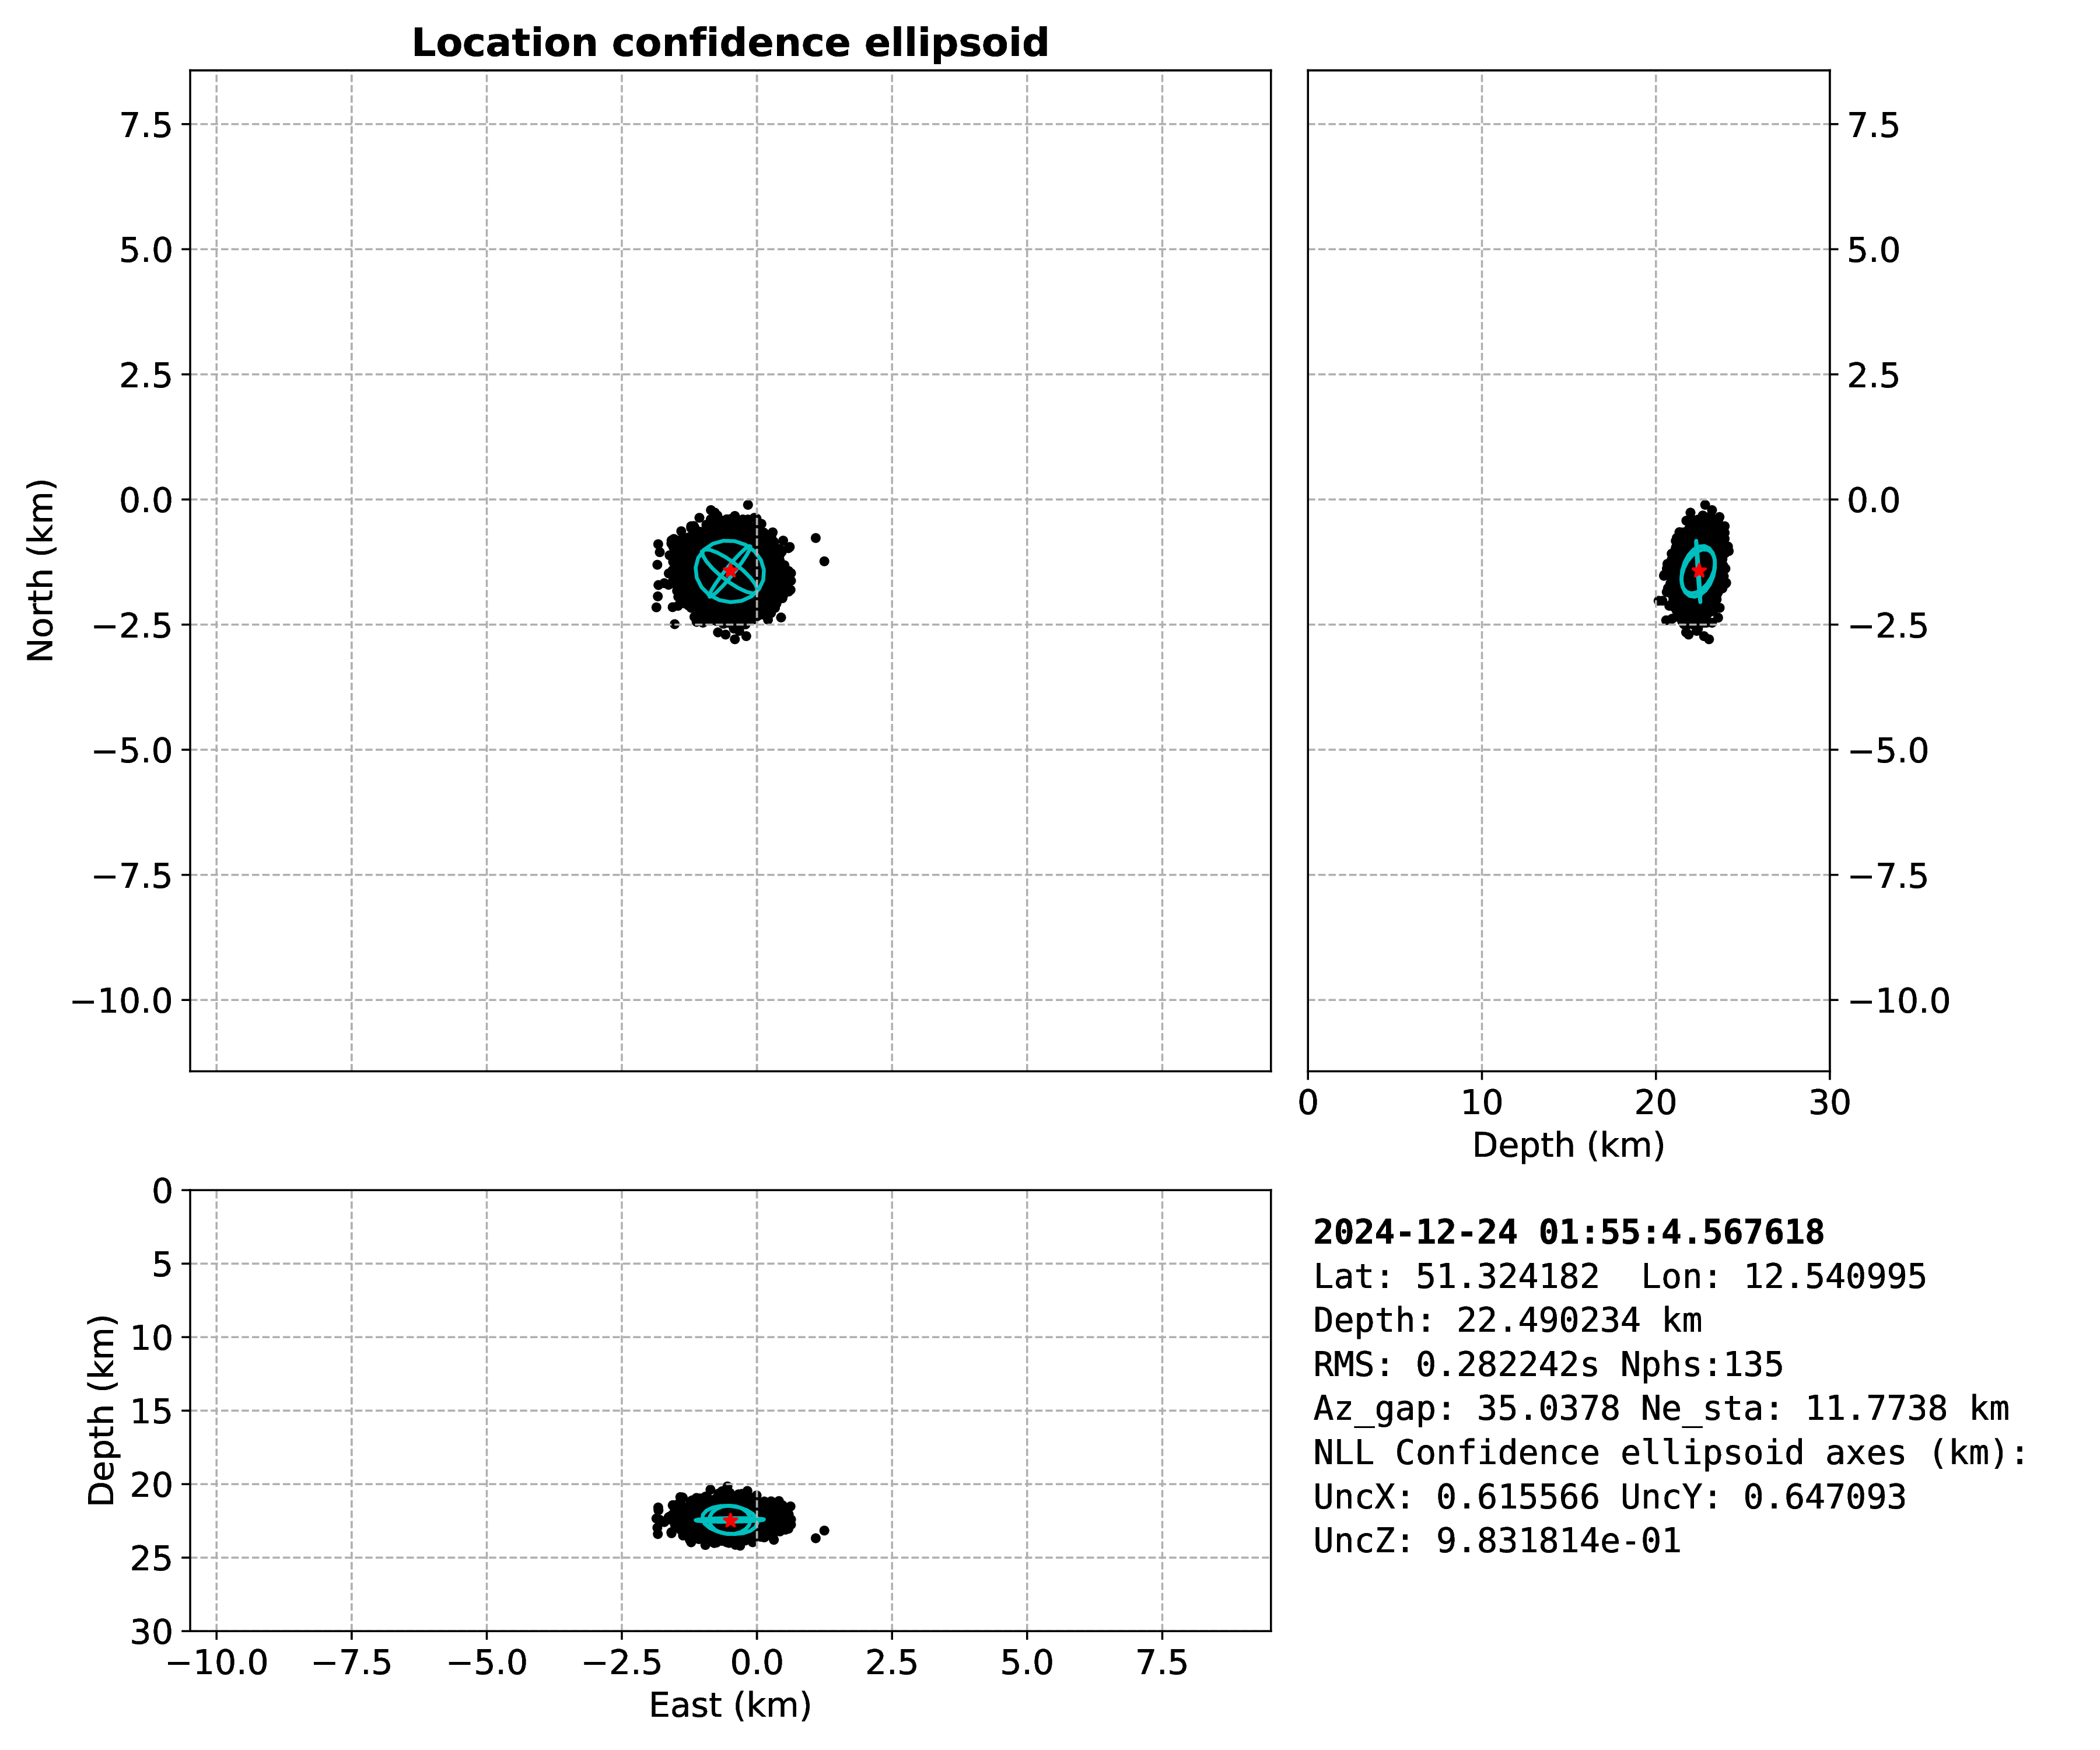 Location confidence ellipsoid
7.5
5.0
2.5
0.0
−2.5
−5.0
−7.5
−10.0
North (km)
7.5
5.0
2.5
0.0
−2.5
−5.0
−7.5
−10.0
0 10 20 30
Depth (km)
0
5
10
15
20
25
30
Depth (km)
−10.0 −7.5 −5.0 −2.5 0.0 2.5 5.0 7.5
East (km)
2024-12-24 01:55:4.567618
Lat: 51.324182 Lon: 12.540995
Depth: 22.490234 km
RMS: 0.282242s Nphs:135
Az_gap: 35.0378 Ne_sta: 11.7738 km
NLL Confidence ellipsoid axes (km):
UncX: 0.615566 UncY: 0.647093
UncZ: 9.831814e-01